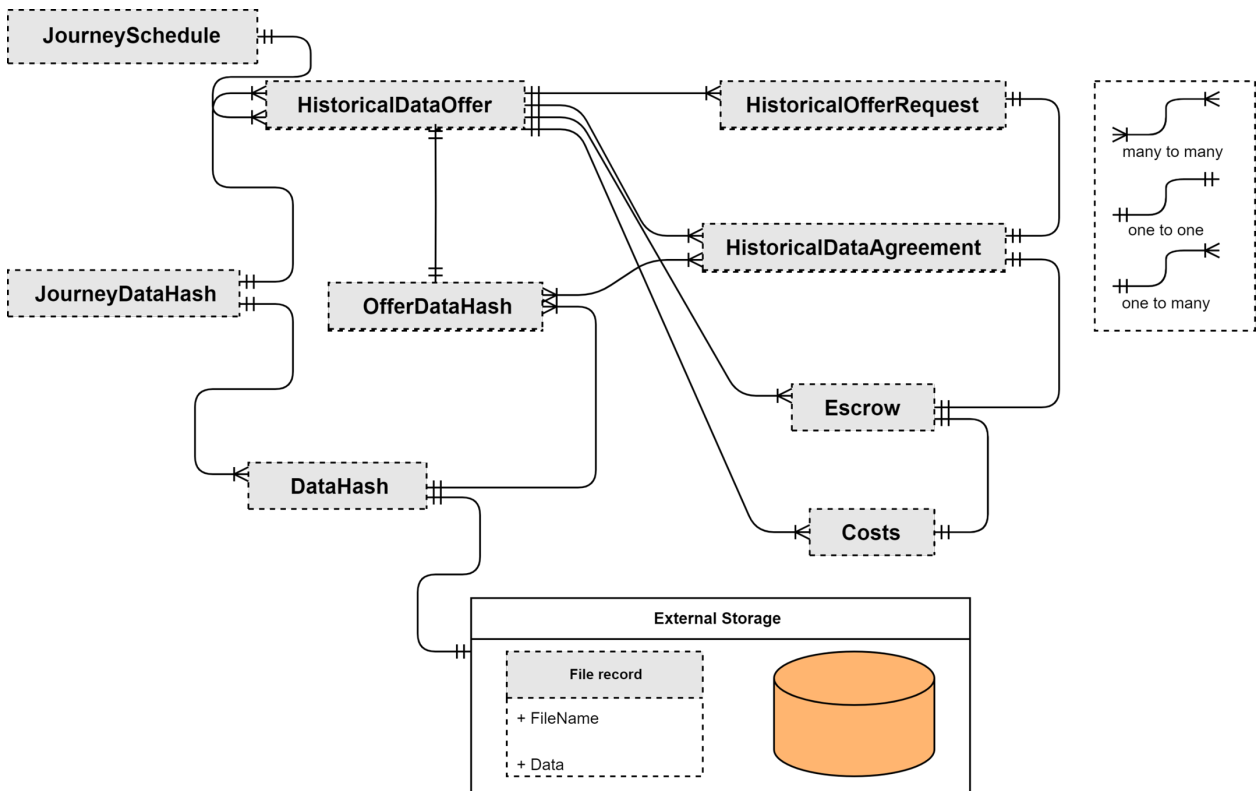 JourneySchedule
HistoricalDataOffer
HistoricalOfferRequest
many to many
one to one
one to many
HistoricalDataAgreement
JourneyDataHash
OfferDataHash
Escrow
DataHash
Costs
External Storage
File record
+ FileName
+ Data